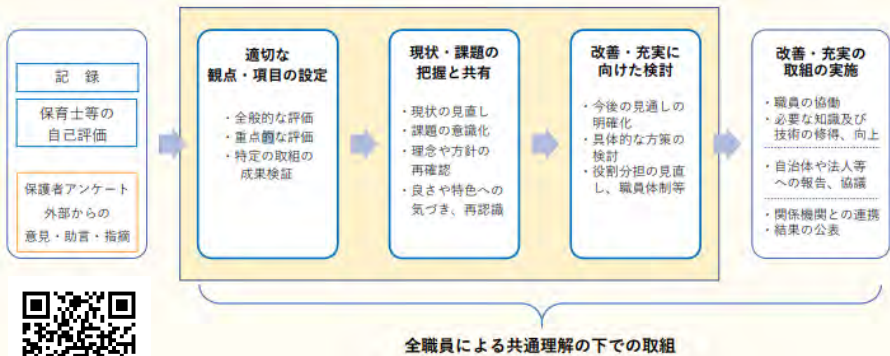 記　録
保育士等の
自己評価
保護者アンケート
外部からの
意見・助言・指摘
適切な
観点・項目の設定
・全般的な評価
・重点的な評価
・特定の取組の
成果検証
現状・課題の
把握と共有
・現状の見直し
・課題の意識化
・理念や方針の
再確認
・良さや特色への
気づき、再認識
改善・充実に
向けた検討
・今後の見通しの
明確化
・具体的な方策の
検討
・役割分担の見直
し、職員体制等
改善・充実の
取組の実施
・職員の協働
・必要な知識及び
技術の修得、向上
・自治体や法人等
への報告、協議
・関係機関との連携
・結果の公表
全職員による共通理解の下での取組